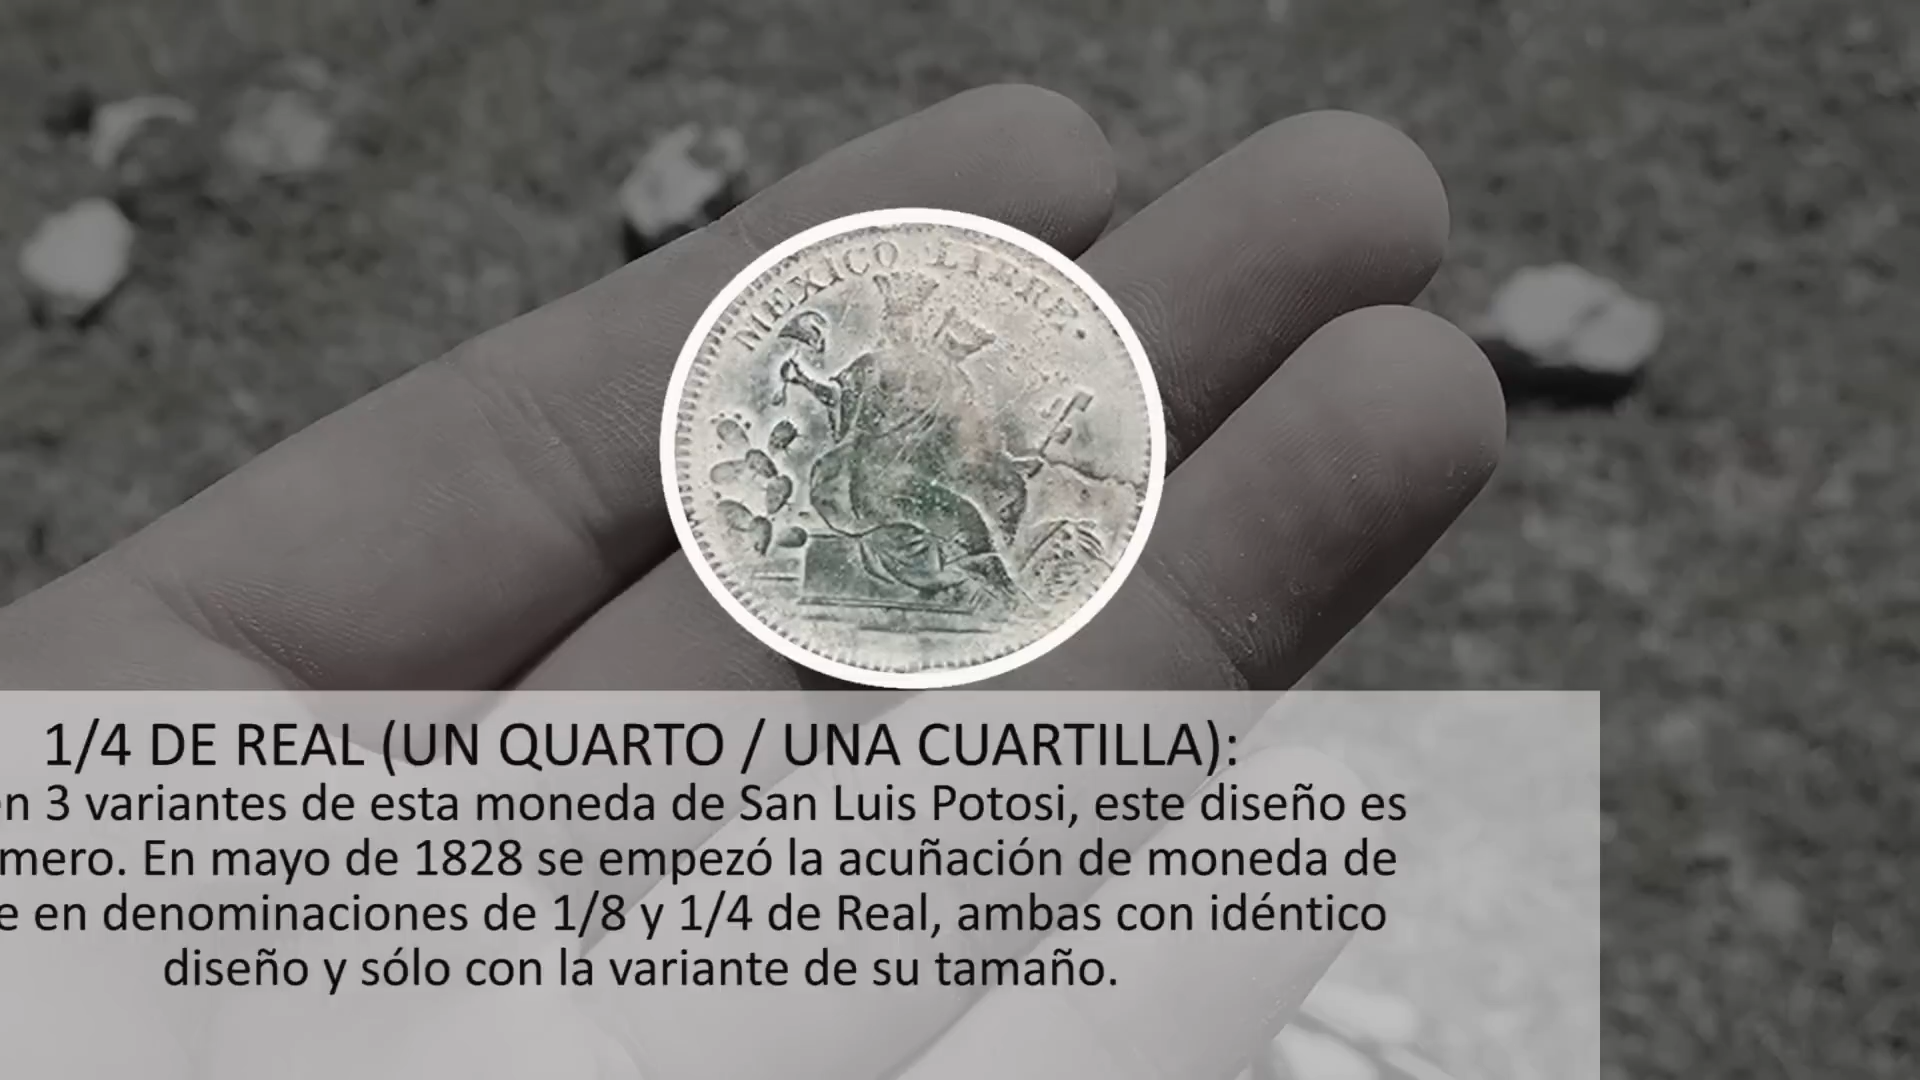 MEXICO LIBRE.
1/4 DE REAL (UN QUARTO / UNA CUARTILLA):
en 3 variantes de esta moneda de San Luis Potosi, este diseño es
mero. En mayo de 1828 se empezó la acuñación de moneda de
e en denominaciones de 1/8 y 1/4 de Real, ambas con idéntico
diseño y sólo con la variante de su tamaño.